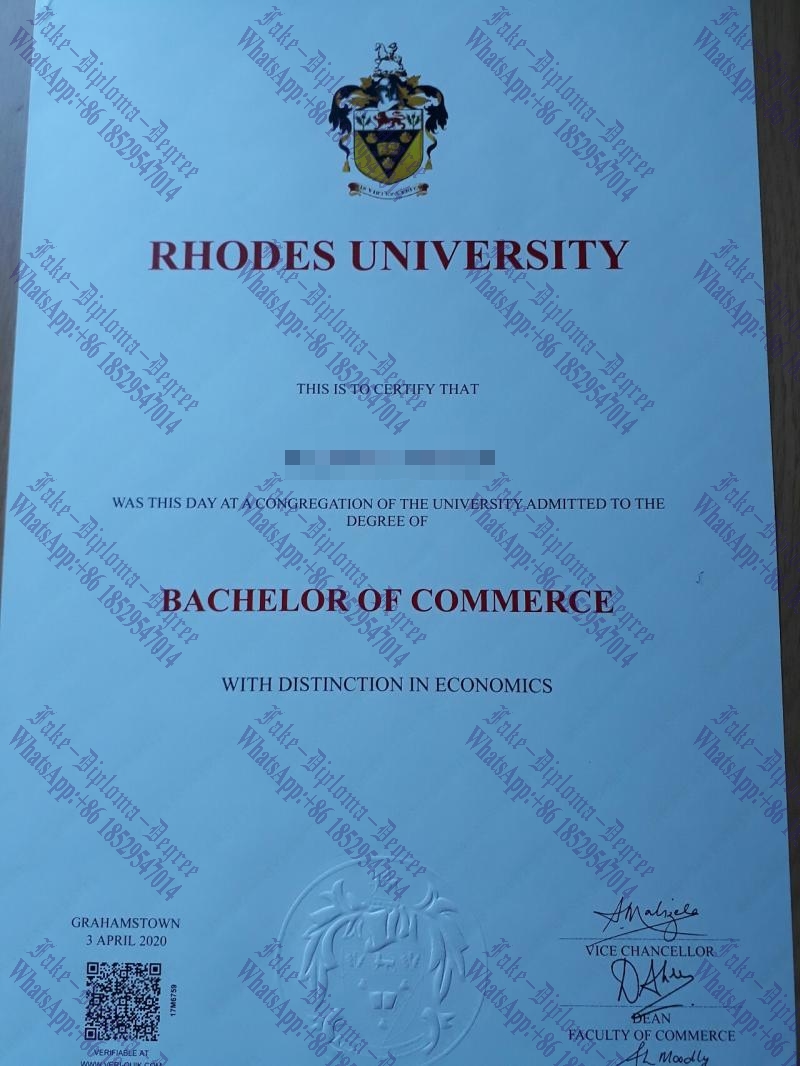 RHODES UNIVERSITY
THIS IS TO CERTIFY THAT
WAS THIS DAY AT A CONGREGATION OF THE UNIVERSITY ADMITTED TO THE
DEGREE OF
BACHELOR OF COMMERCE
WITH DISTINCTION IN ECONOMICS
GRAHAMSTOWN
3 APRIL 2020
17M6759
VERIFIABLE AT
VICE CHANCELLOR
DEAN
FACULTY OF COMMERCE
Fake-Diploma-Degree
WhatsApp:+86 18529547014